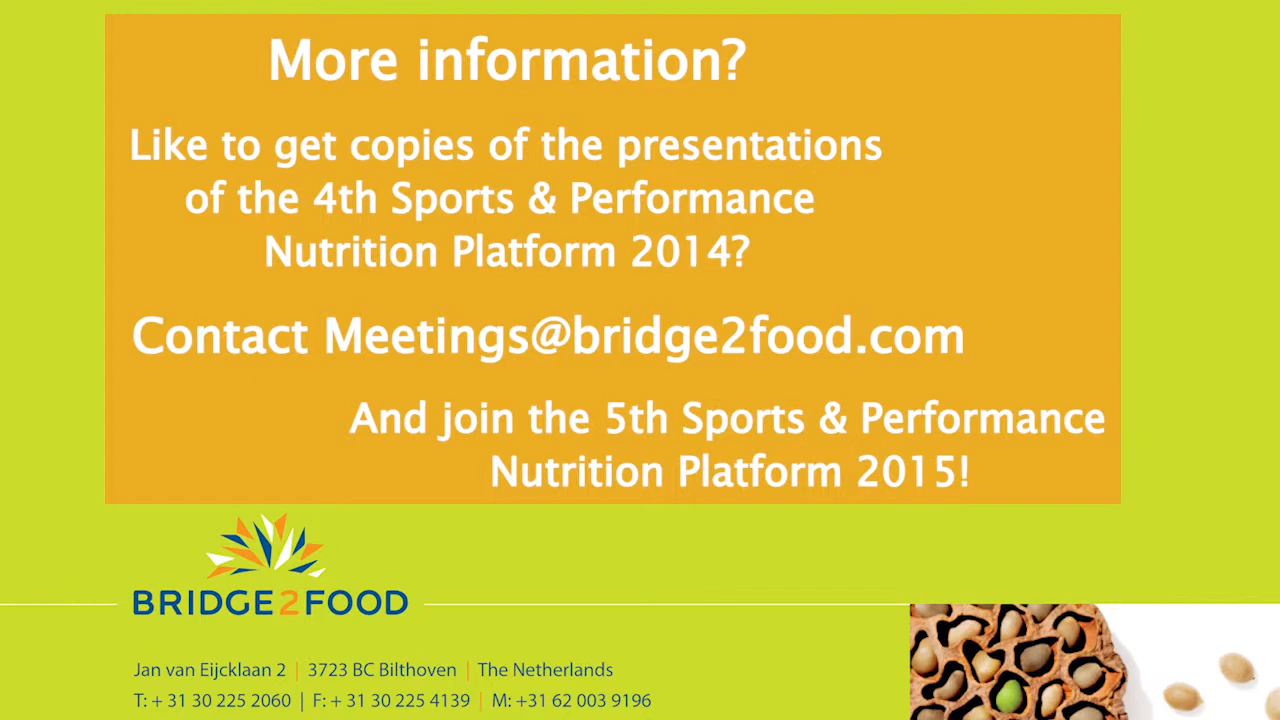 More information?
Like to get copies of the presentations
of the 4th Sports & Performance
Nutrition Platform 2014?
Contact Meetings@bridge2food.com
And join the 5th Sports & Performance
Nutrition Platform 2015!
BRIDGE2FOOD
Jan van Eijcklaan 2 | 3723 BC Bilthoven | The Netherlands
T: + 31 30 225 2060 | F: + 31 30 225 4139 | M: +31 62 003 9196